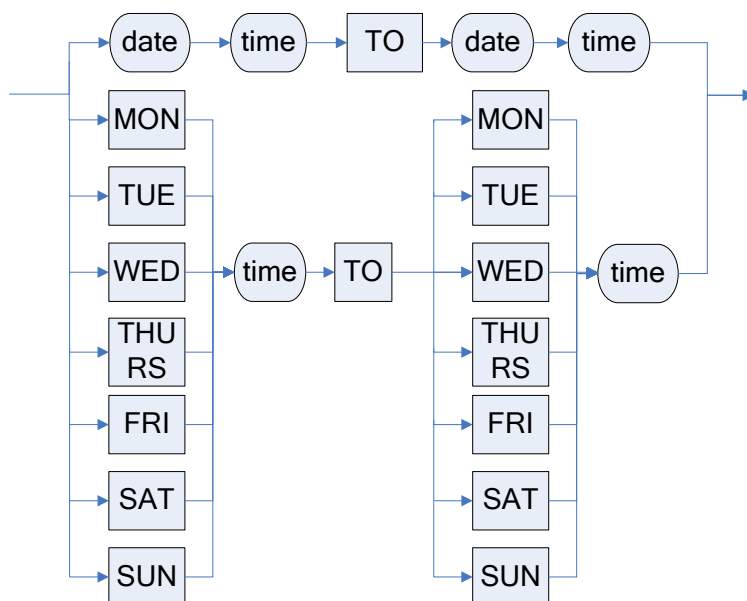 date time TO date time
MON MON
TUE TUE
WED time TO WED time
THU THU
RS RS
FRI FRI
SAT SAT
SUN SUN